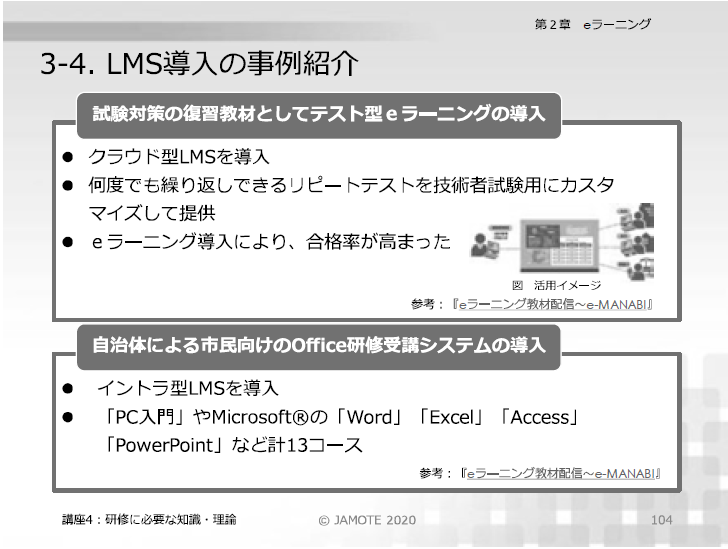 第２章　eラーニング
3-4. LMS導入の事例紹介
試験対策の復習教材としてテスト型ｅラーニングの導入
● クラウド型LMSを導入
● 何度でも繰り返しできるリピートテストを技術者試験用にカスタ
マイズして提供
● ｅラーニング導入により、合格率が高まった
図　活用イメージ
参考：『eラーニング教材配信～e-MANABI』
自治体による市民向けのOffice研修受講システムの導入
● イントラ型LMSを導入
● 「PC入門」やMicrosoft®の「Word」「Excel」「Access」
「PowerPoint」など計13コース
参考：『eラーニング教材配信～e-MANABI』
講座4：研修に必要な知識・理論
© JAMOTE 2020
104